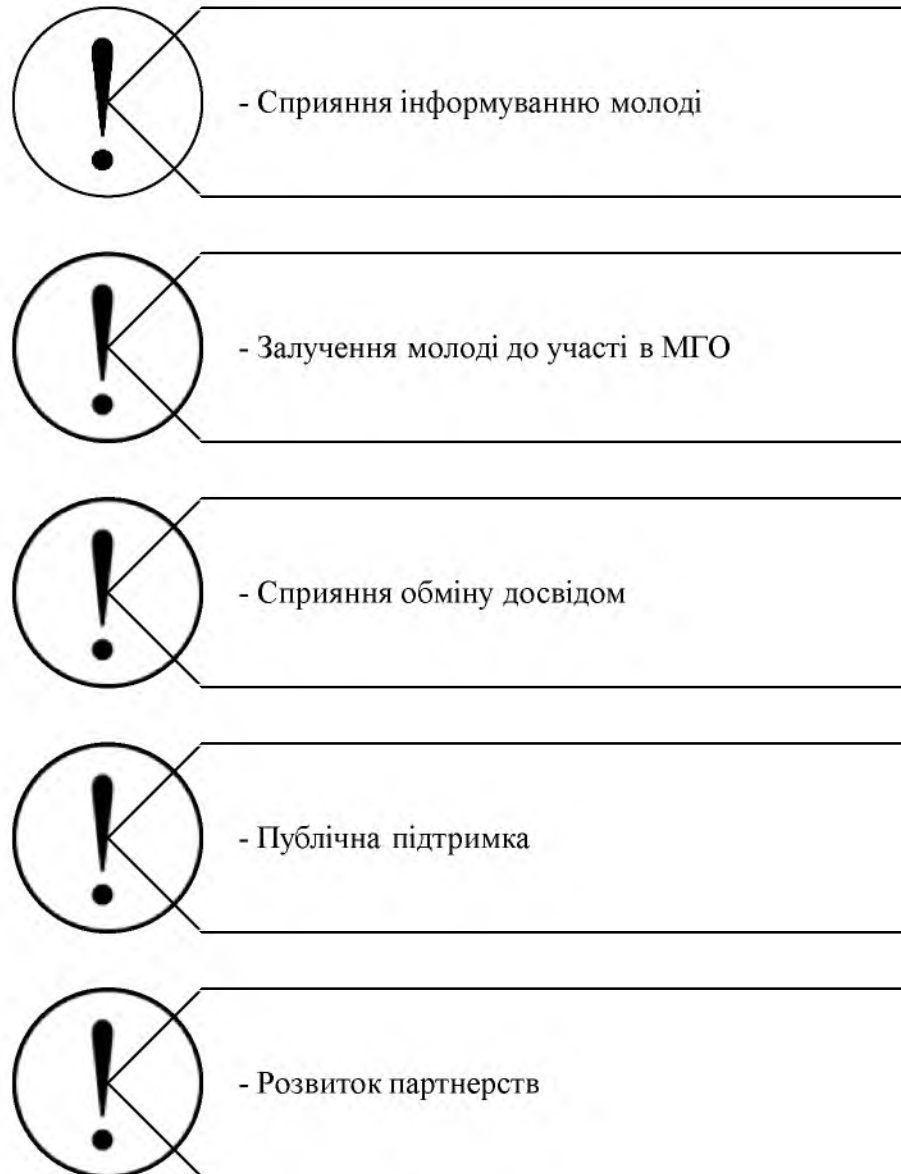 - Сприяння інформуванню молоді
- Залучення молоді до участі в МГО
- Сприяння обміну досвідом
- Публічна підтримка
- Розвиток партнерств